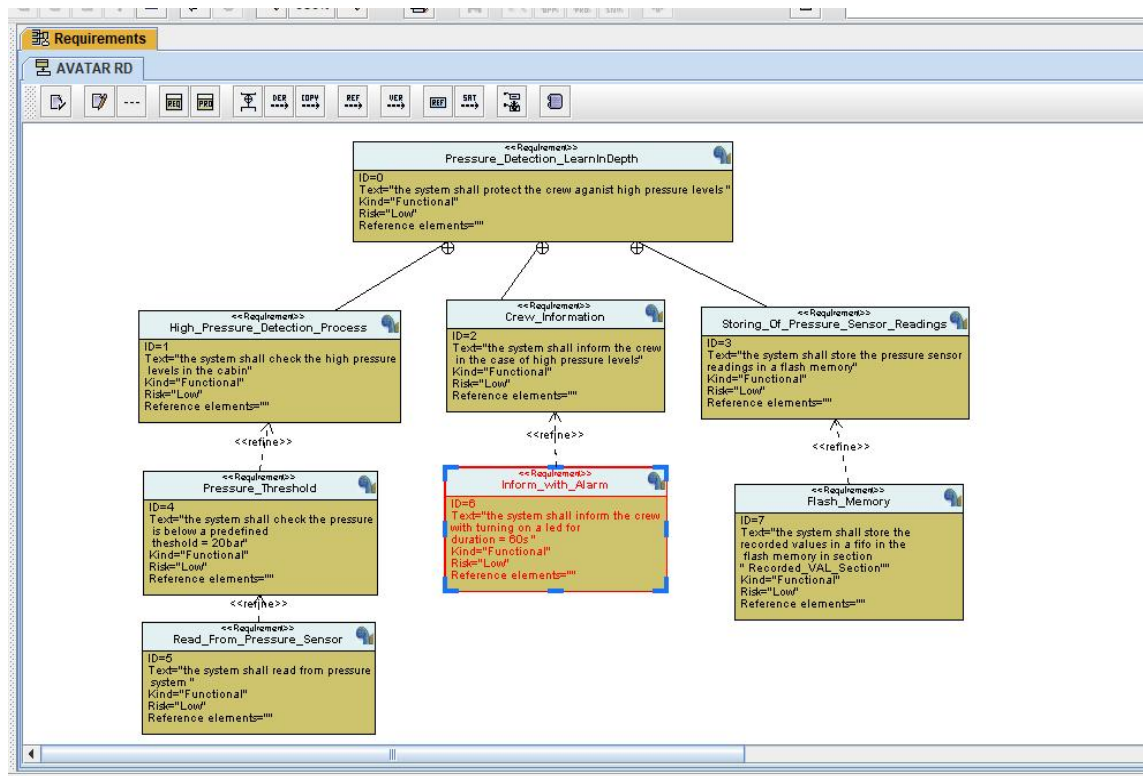 Requirements
AVATAR RD
REQ
PRO
DER
COPY
REF
VER
REF
SAT
<<Requirement>>
Pressure_Detection_LearnInDepth
ID=0
Text="the system shall protect the crew aganist high pressure levels "
Kind="Functional"
Risk="Low"
Reference elements=""
<<Requirement>>
High_Pressure_Detection_Process
ID=1
Text="the system shall check the high pressure
levels in the cabin"
Kind="Functional"
Risk="Low"
Reference elements=""
<<Requirement>>
Crew_Information
ID=2
Text="the system shall inform the crew
in the case of high pressure levels"
Kind="Functional"
Risk="Low"
Reference elements=""
<<Requirement>>
Storing_Of_Pressure_Sensor_Readings
ID=3
Text="the system shall store the pressure sensor
readings in a flash memory"
Kind="Functional"
Risk="Low"
Reference elements=""
<<refine>>
<<refine>>
<<refine>>
<<Requirement>>
Pressure_Threshold
ID=4
Text="the system shall check the pressure
is below a predefined
theshold = 20bar"
Kind="Functional"
Risk="Low"
Reference elements=""
<<Requirement>>
Inform_with_Alarm
ID=6
Text="the system shall inform the crew
with turning on a led for
duration = 60s "
Kind="Functional"
Risk="Low"
Reference elements=""
<<Requirement>>
Flash_Memory
ID=7
Text="the system shall store the
recorded values in a fifo in the
flash memory in section
" Recorded_VAL_Section""
Kind="Functional"
Risk="Low"
Reference elements=""
<<refine>>
<<Requirement>>
Read_From_Pressure_Sensor
ID=5
Text="the system shall read from pressure
system "
Kind="Functional"
Risk="Low"
Reference elements=""